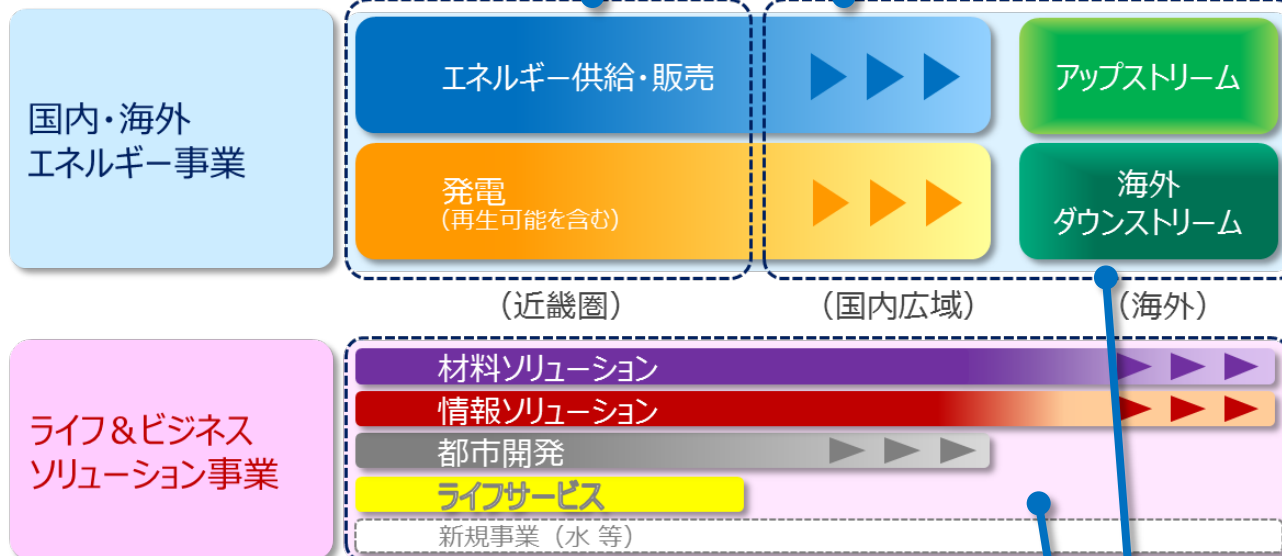 国内・海外
エネルギー事業
エネルギー供給・販売
アップストリーム
発電
(再生可能を含む)
海外
ダウンストリーム
(近畿圏)
(国内広域)
(海外)
ライフ&ビジネス
ソリューション事業
材料ソリューション
情報ソリューション
都市開発
ライフサービス
新規事業(水 等)